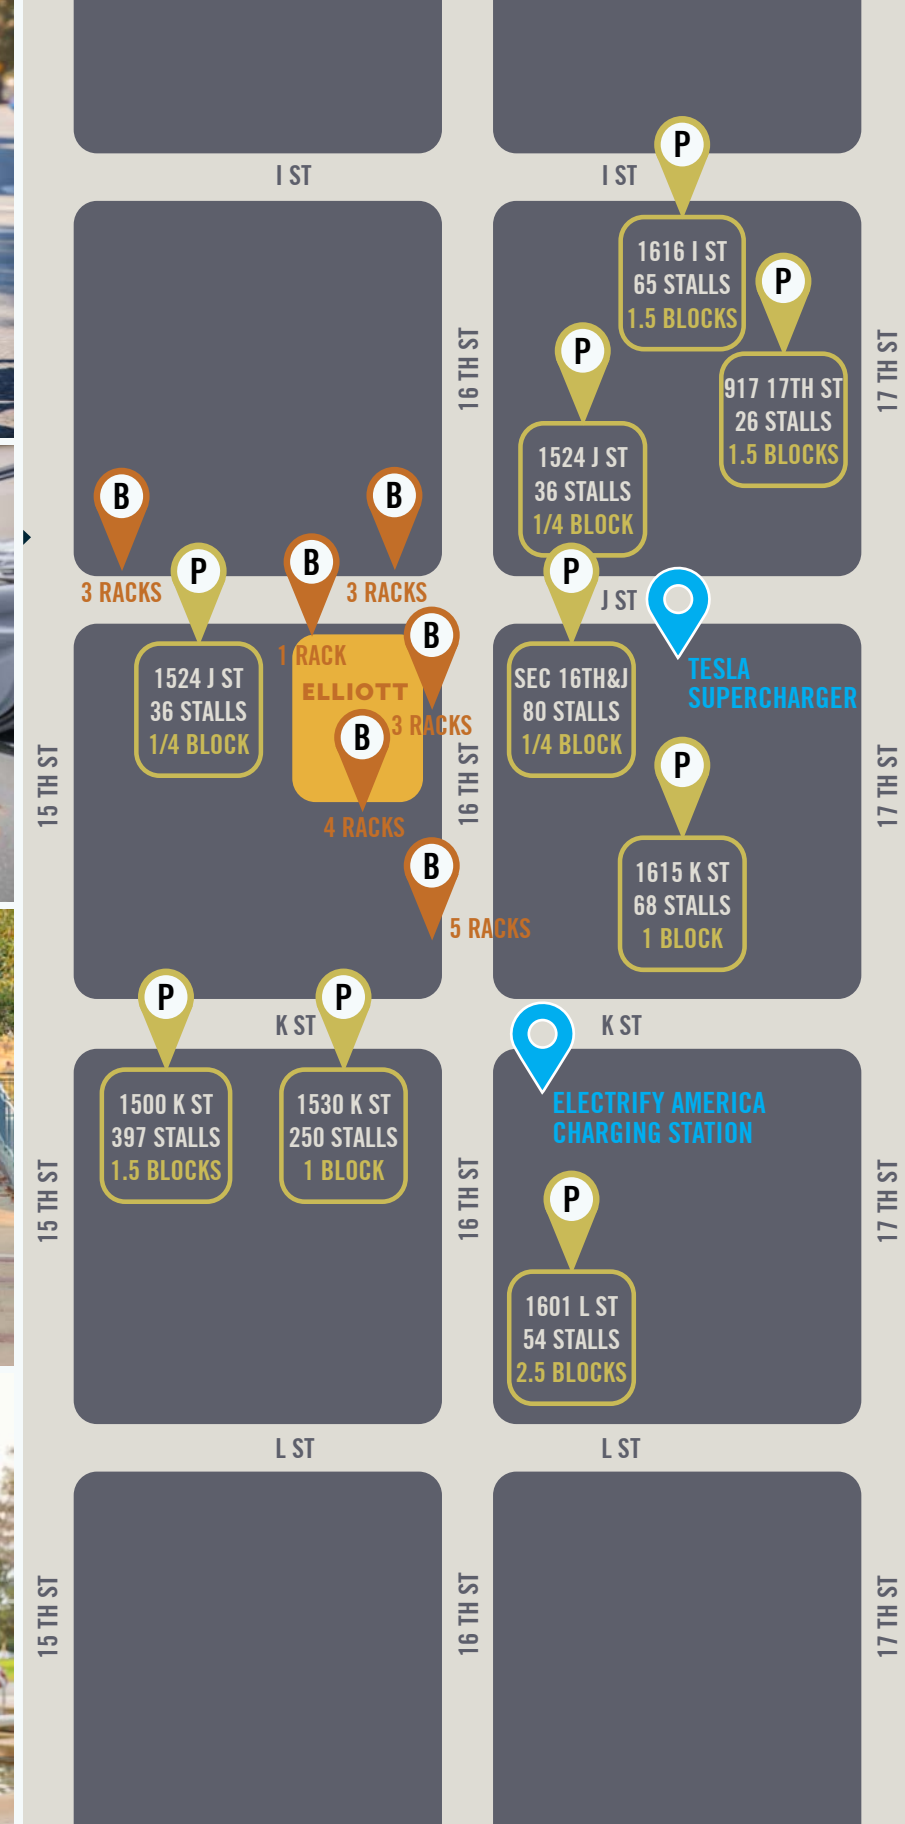 I ST
I ST
P
1616 I ST
65 STALLS
1.5 BLOCKS
P
917 17TH ST
26 STALLS
1.5 BLOCKS
16 TH ST
17 TH ST
P
1524 J ST
36 STALLS
1/4 BLOCK
B
3 RACKS
B
3 RACKS
B
1 RACK
P
1524 J ST
36 STALLS
1/4 BLOCK
ELLIOTT
B
3 RACKS
B
4 RACKS
B
5 RACKS
J ST
P
SEC 16TH&J
80 STALLS
1/4 BLOCK
TESLA
SUPERCHARGER
15 TH ST
16 TH ST
17 TH ST
P
1615 K ST
68 STALLS
1 BLOCK
K ST
K ST
P
1500 K ST
397 STALLS
1.5 BLOCKS
P
1530 K ST
250 STALLS
1 BLOCK
ELECTRIFY AMERICA
CHARGING STATION
15 TH ST
16 TH ST
17 TH ST
P
1601 L ST
54 STALLS
2.5 BLOCKS
L ST
L ST
15 TH ST
16 TH ST
17 TH ST